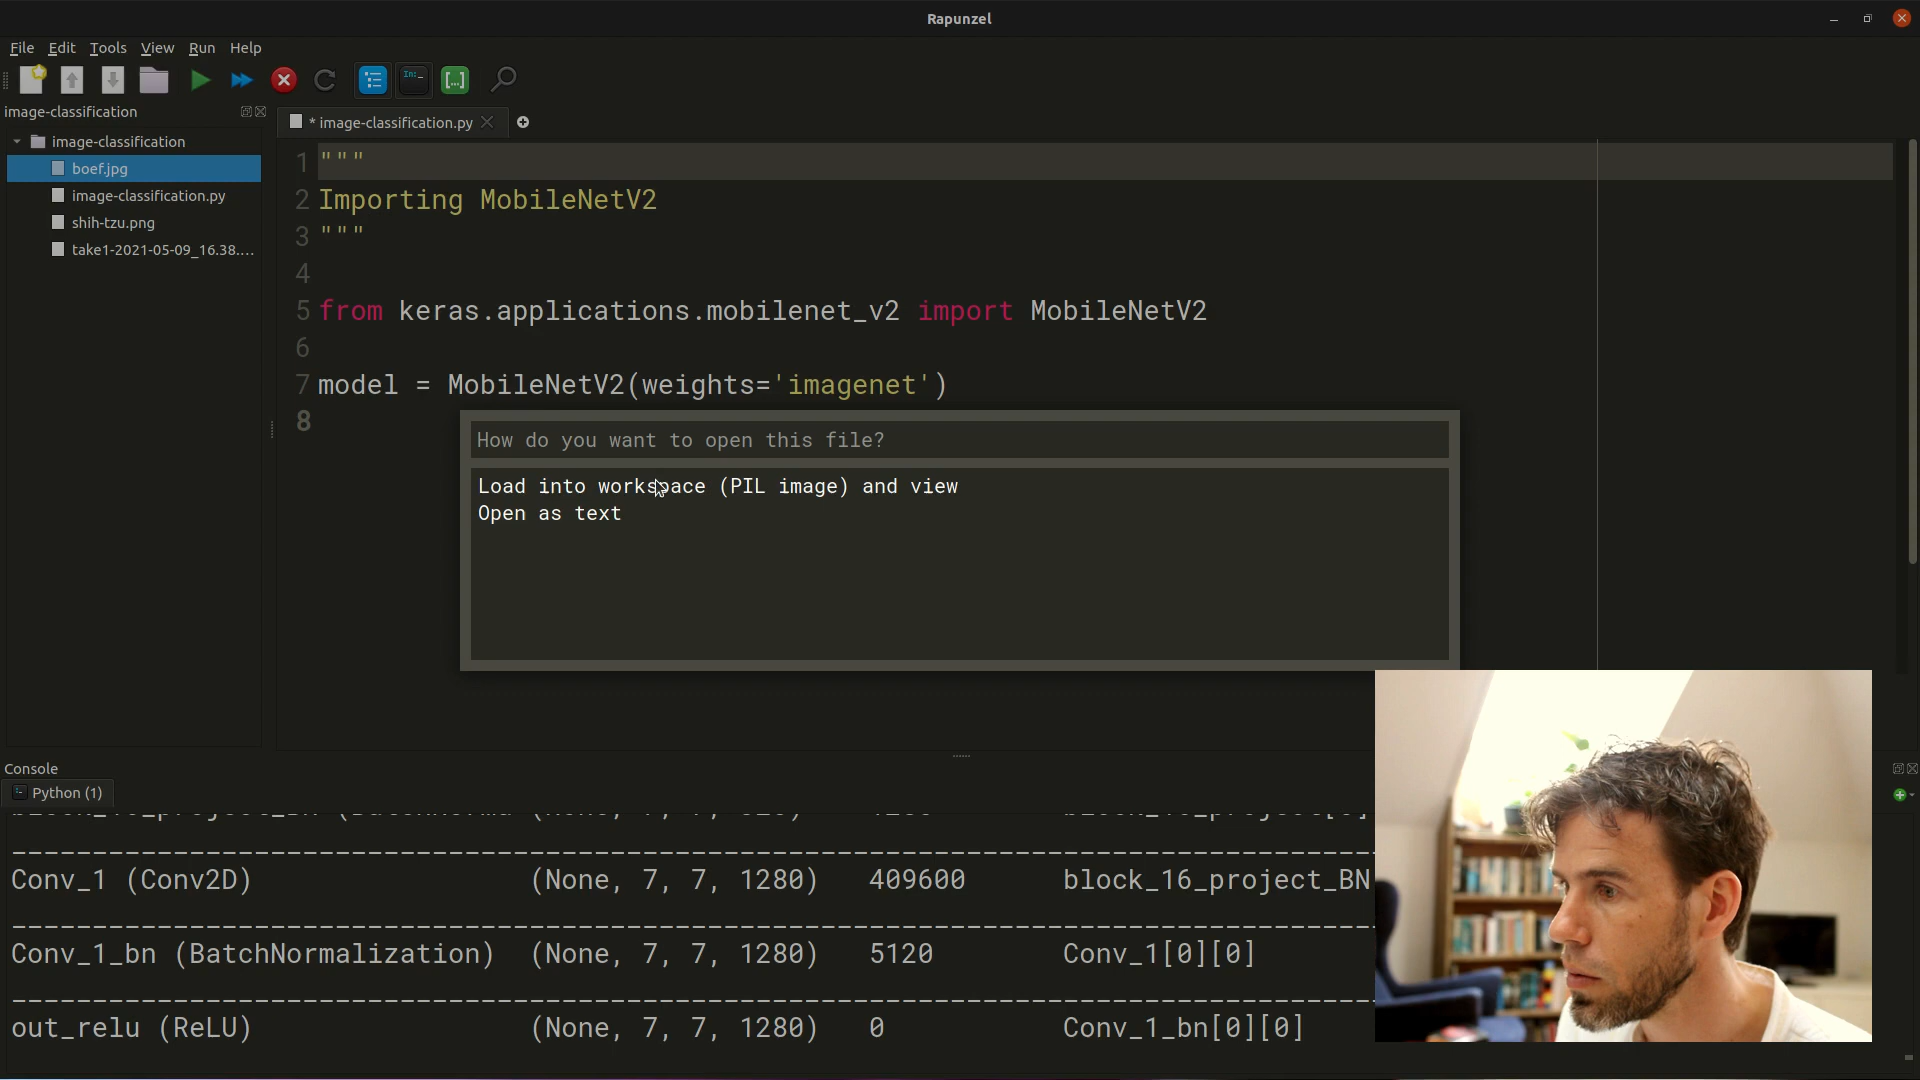 Rapunzel
File Edit Tools View Run Help
In:_
[...]
image-classification
* image-classification.py
image-classification
boef.jpg
image-classification.py
shih-tzu.png
take1-2021-05-09_16.38....
1 """
2 Importing MobileNetV2
3 """
4
5 from keras.applications.mobilenet_v2 import MobileNetV2
6
7 model = MobileNetV2(weights='imagenet')
8
How do you want to open this file?
Load into workspace (PIL image) and view
Open as text
Console
Python (1)
Conv_1 (Conv2D) (None, 7, 7, 1280) 409600 block_16_project_BN
Conv_1_bn (BatchNormalization) (None, 7, 7, 1280) 5120 Conv_1[0][0]
out_relu (ReLU) (None, 7, 7, 1280) 0 Conv_1_bn[0][0]